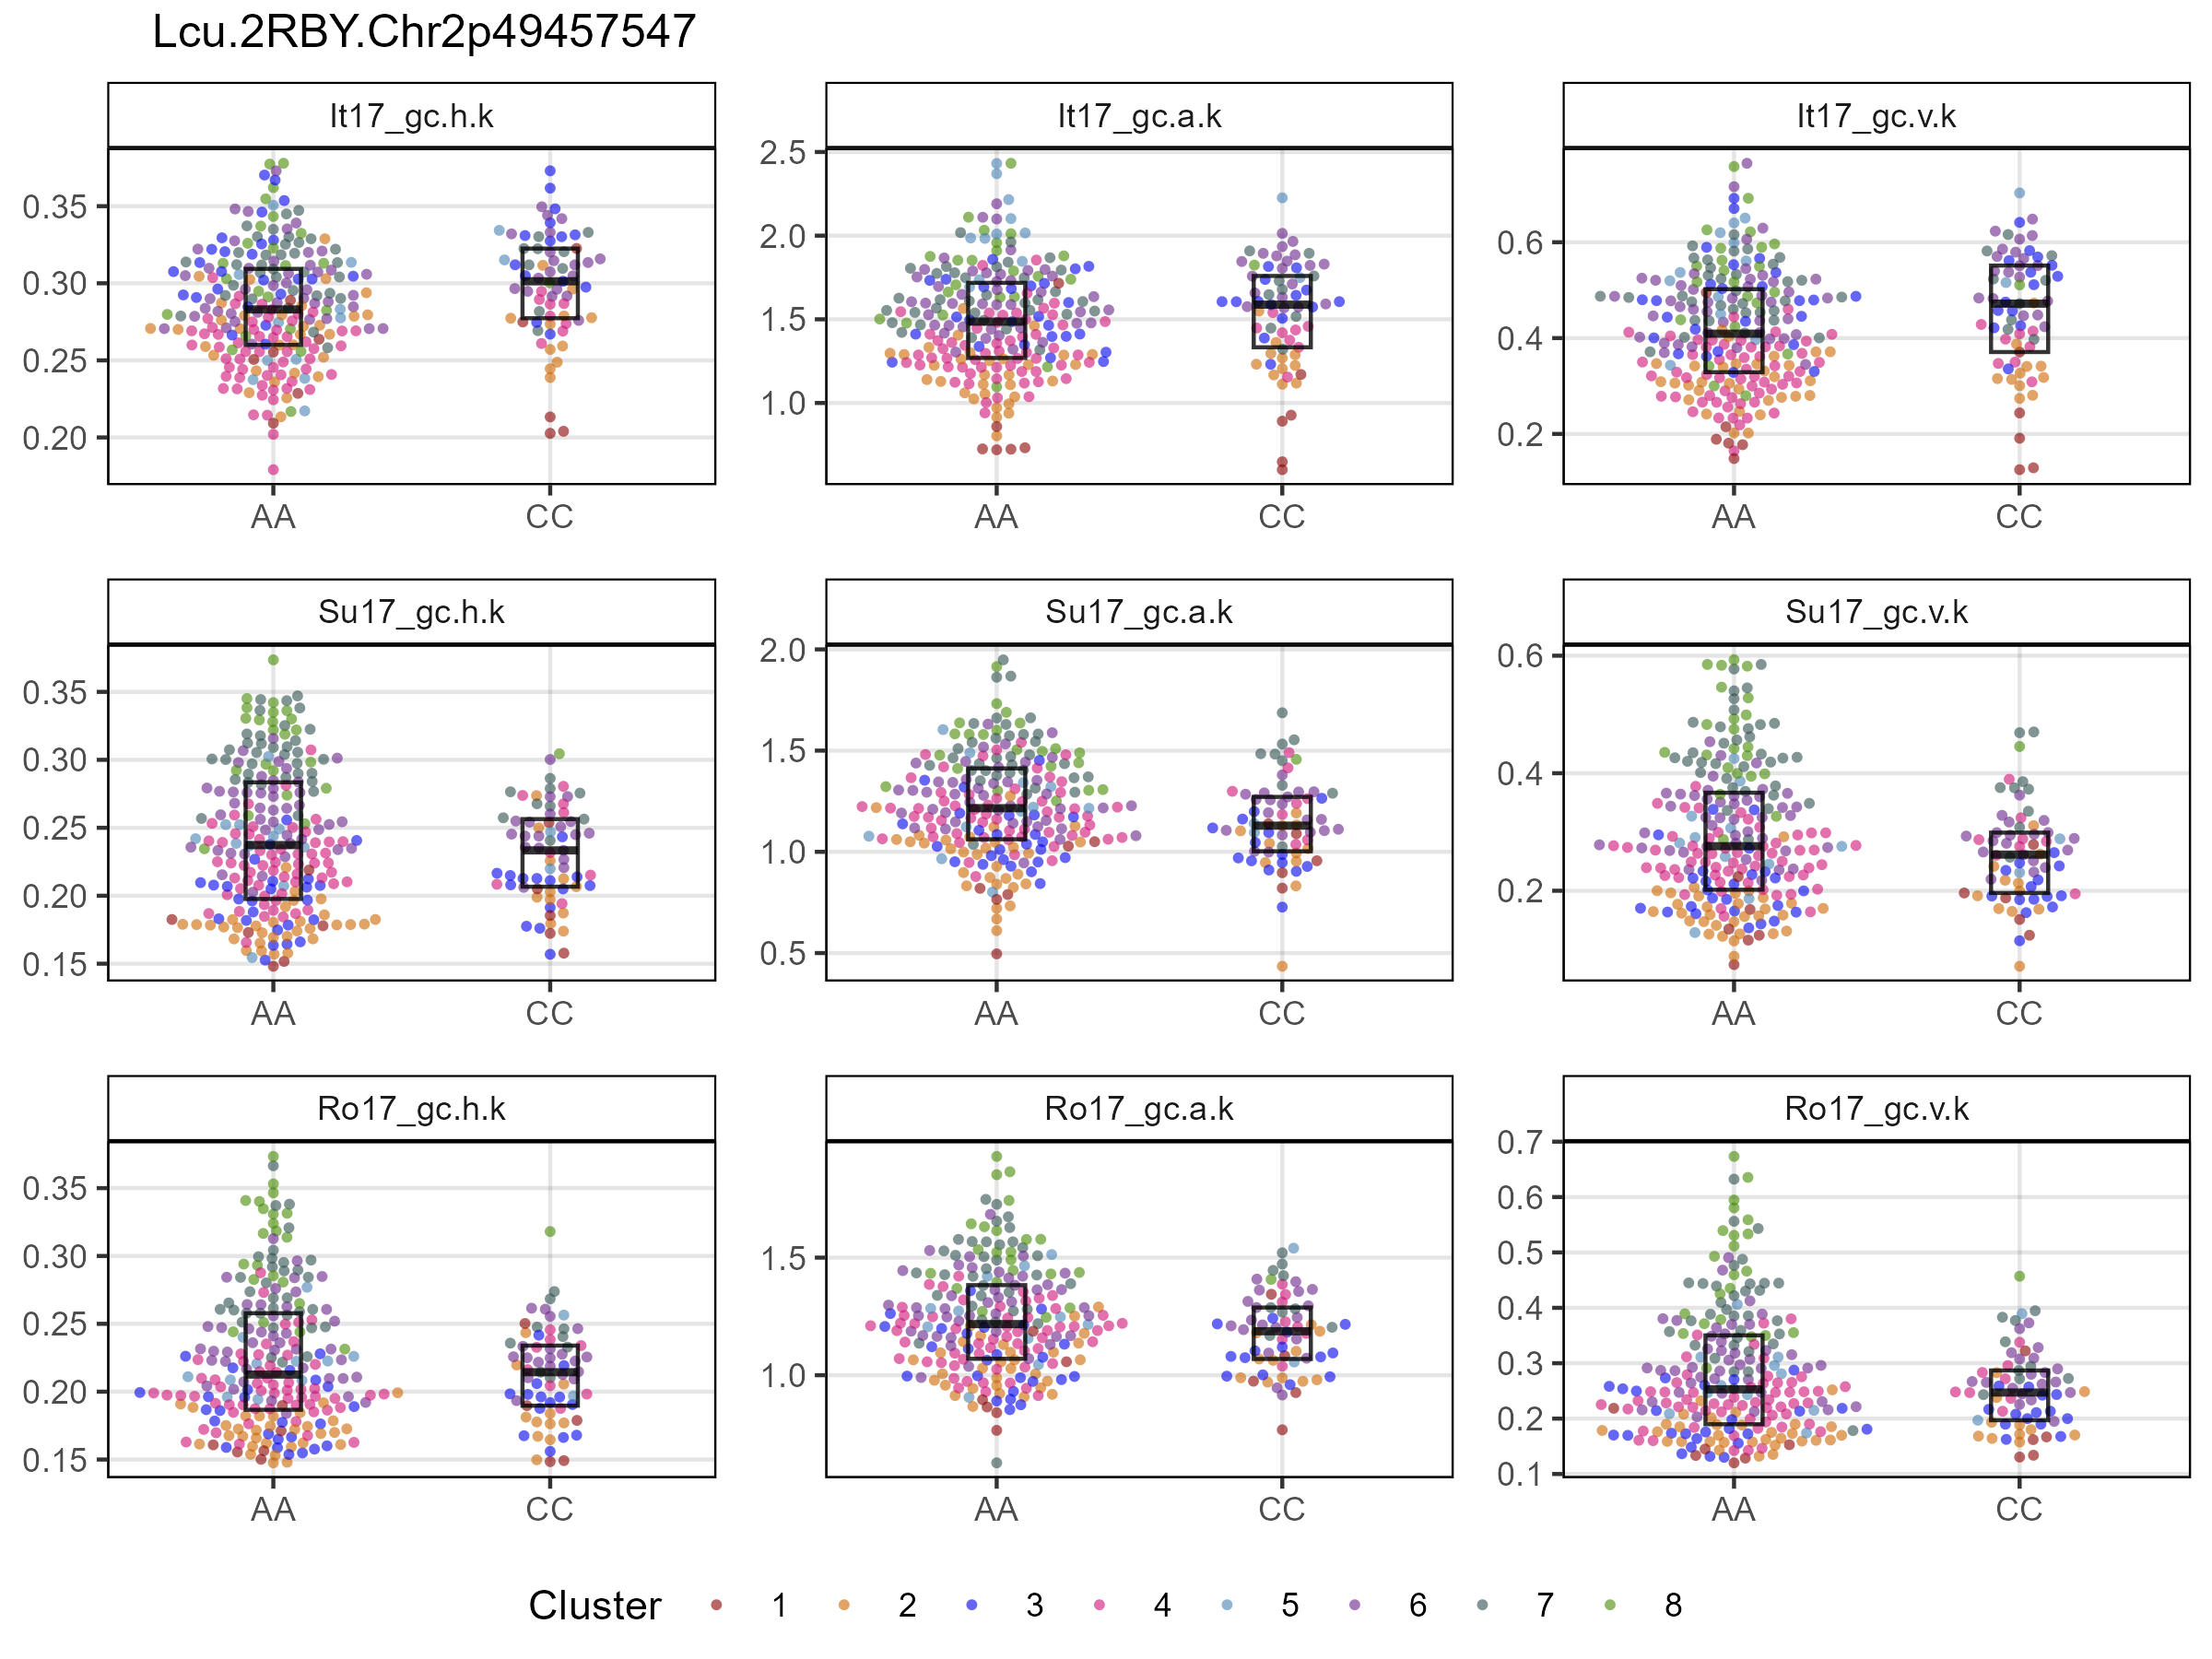 Lcu.2RBY.Chr2p49457547
It17_gc.h.k
It17_gc.a.k
It17_gc.v.k
0.35
0.30
0.25
0.20
AA CC
2.5
2.0
1.5
1.0
AA CC
0.6
0.4
0.2
AA CC
Su17_gc.h.k
Su17_gc.a.k
Su17_gc.v.k
0.35
0.30
0.25
0.20
0.15
AA CC
2.0
1.5
1.0
0.5
AA CC
0.6
0.4
0.2
AA CC
Ro17_gc.h.k
Ro17_gc.a.k
Ro17_gc.v.k
0.35
0.30
0.25
0.20
0.15
AA CC
1.5
1.0
AA CC
0.7
0.6
0.5
0.4
0.3
0.2
0.1
AA CC
Cluster 1 2 3 4 5 6 7 8